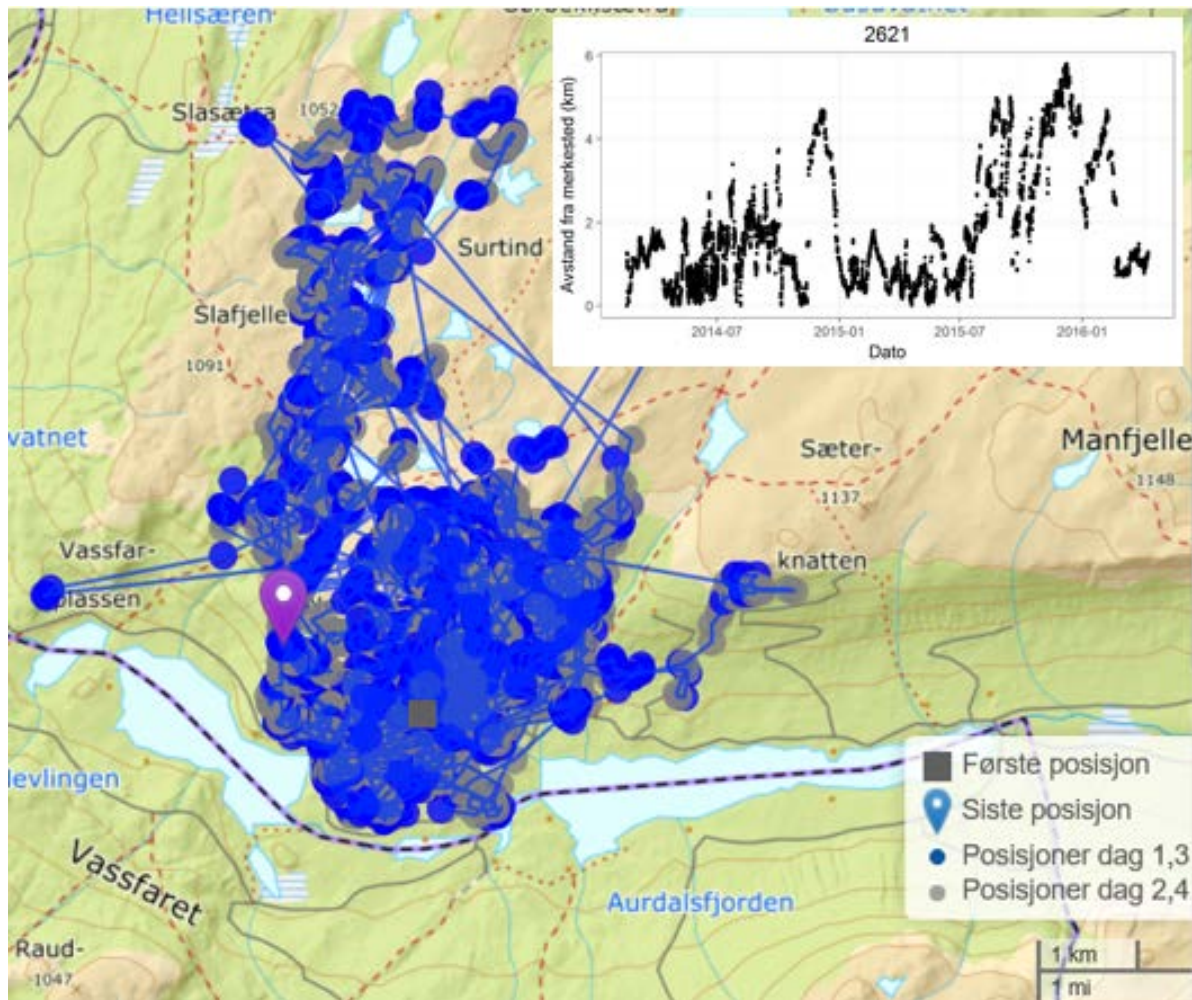 Hellsæren
Slasætra
1052
2621
Avstand fra merkested (km)
6
4
2
0
2014-07
2015-01
2015-07
2016-01
Dato
Surtind
Slafjelle
1091
vatnet
Sæter-
Manfjelle
1148
1137
Vassfar-
knatten
plassen
Nevlingen
Første posisjon
Siste posisjon
Posisjoner dag 1,3
Posisjoner dag 2,4
Vassfaret
Aurdalsfjorden
Raud-
1047
1 km
1 mi